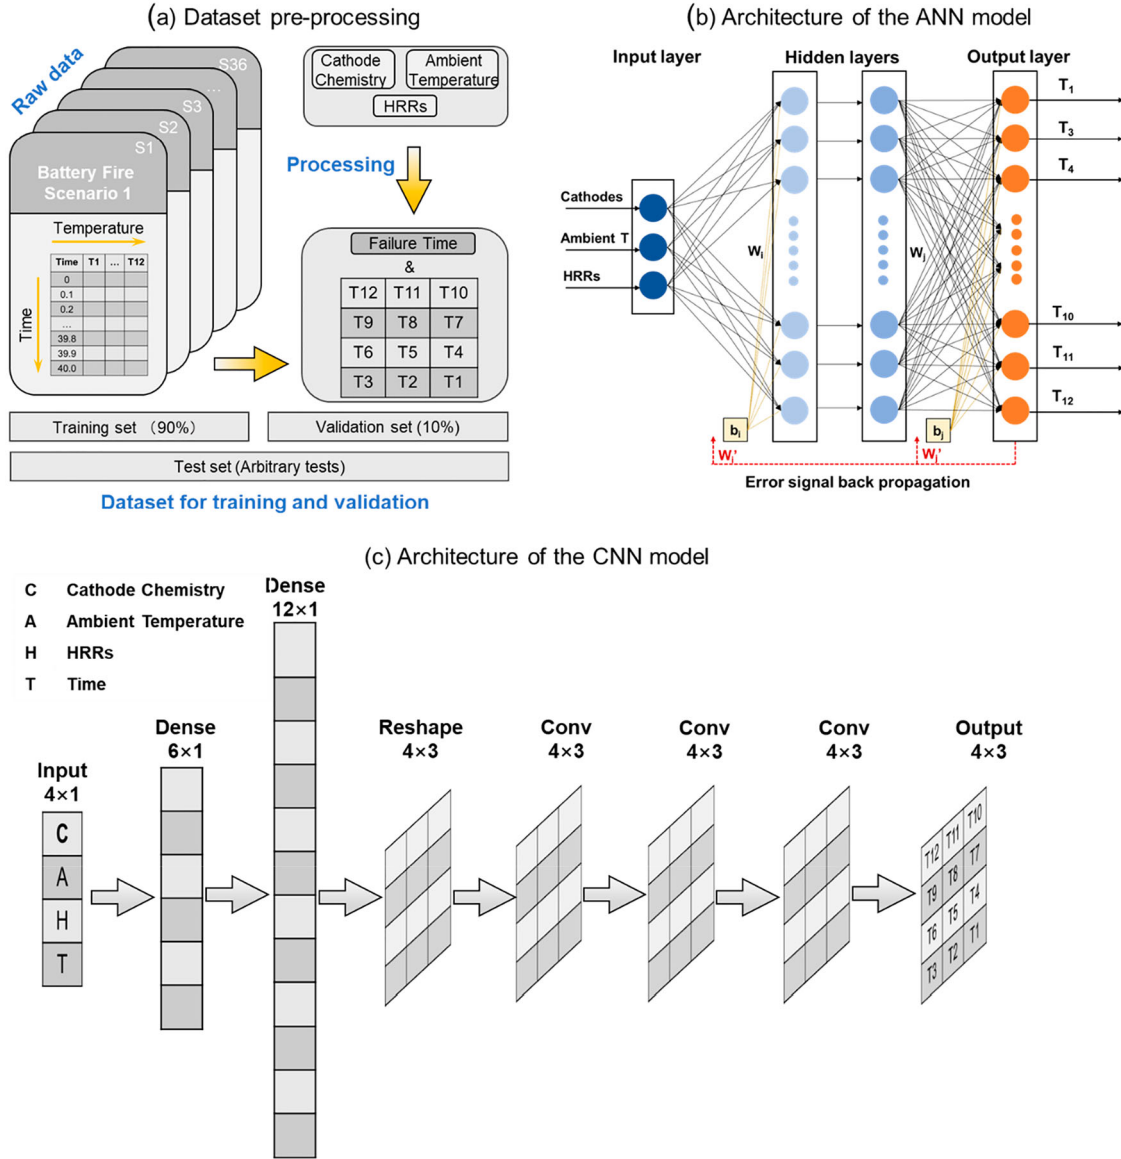 (a) Dataset pre-processing
Raw data
S36
...
S3
S2
S1
Battery Fire
Scenario 1
Temperature
Time
Time T1 ... T12
0
0.1
0.2
...
39.8
39.9
40.0
Cathode
Chemistry
Ambient
Temperature
HRRs
Processing
Failure Time
&
T12 T11 T10
T9 T8 T7
T6 T5 T4
T3 T2 T1
Training set (90%)
Validation set (10%)
Test set (Arbitrary tests)
Dataset for training and validation
(b) Architecture of the ANN model
Input layer
Hidden layers
Output layer
Cathodes
Ambient T
HRRs
Wi
Wj
bi
bj
T1
T3
T4
T10
T11
T12
Wj'
Wj'
Error signal back propagation
(c) Architecture of the CNN model
C Cathode Chemistry
A Ambient Temperature
H HRRs
T Time
Input
4×1
C
A
H
T
Dense
6×1
Dense
12×1
Reshape
4×3
Conv
4×3
Conv
4×3
Conv
4×3
Output
4×3
T12 T11 T10
T9 T8 T7
T6 T5 T4
T3 T2 T1